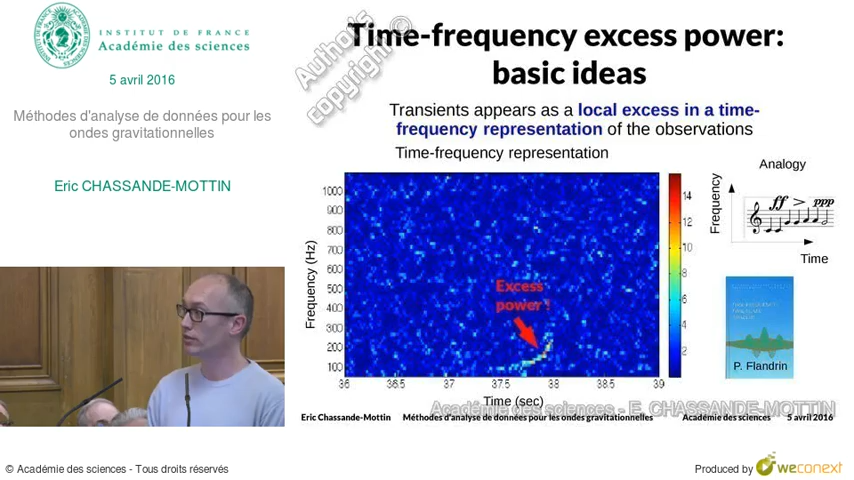 INSTITUT DE FRANCE
Académie des sciences
5 avril 2016
Méthodes d'analyse de données pour les
ondes gravitationnelles
Eric CHASSANDE-MOTTIN
Time-frequency excess power:
basic ideas
Author's
copyright ©
Transients appears as a local excess in a time-
frequency representation of the observations
Time-frequency representation
Frequency (Hz)
1000
900
800
700
600
500
400
300
200
100
36
36.5
37
37.5
38
38.5
39
Time (sec)
Excess
power !
14
12
10
8
6
4
2
Analogy
Frequency
ff > ppp
Time
P. Flandrin
Académie des sciences - E. CHASSANDE-MOTTIN
Eric Chassande-Mottin Méthodes d'analyse de données pour les ondes gravitationnelles Académie des sciences 5 avril 2016
© Académie des sciences - Tous droits réservés
Produced by weconext